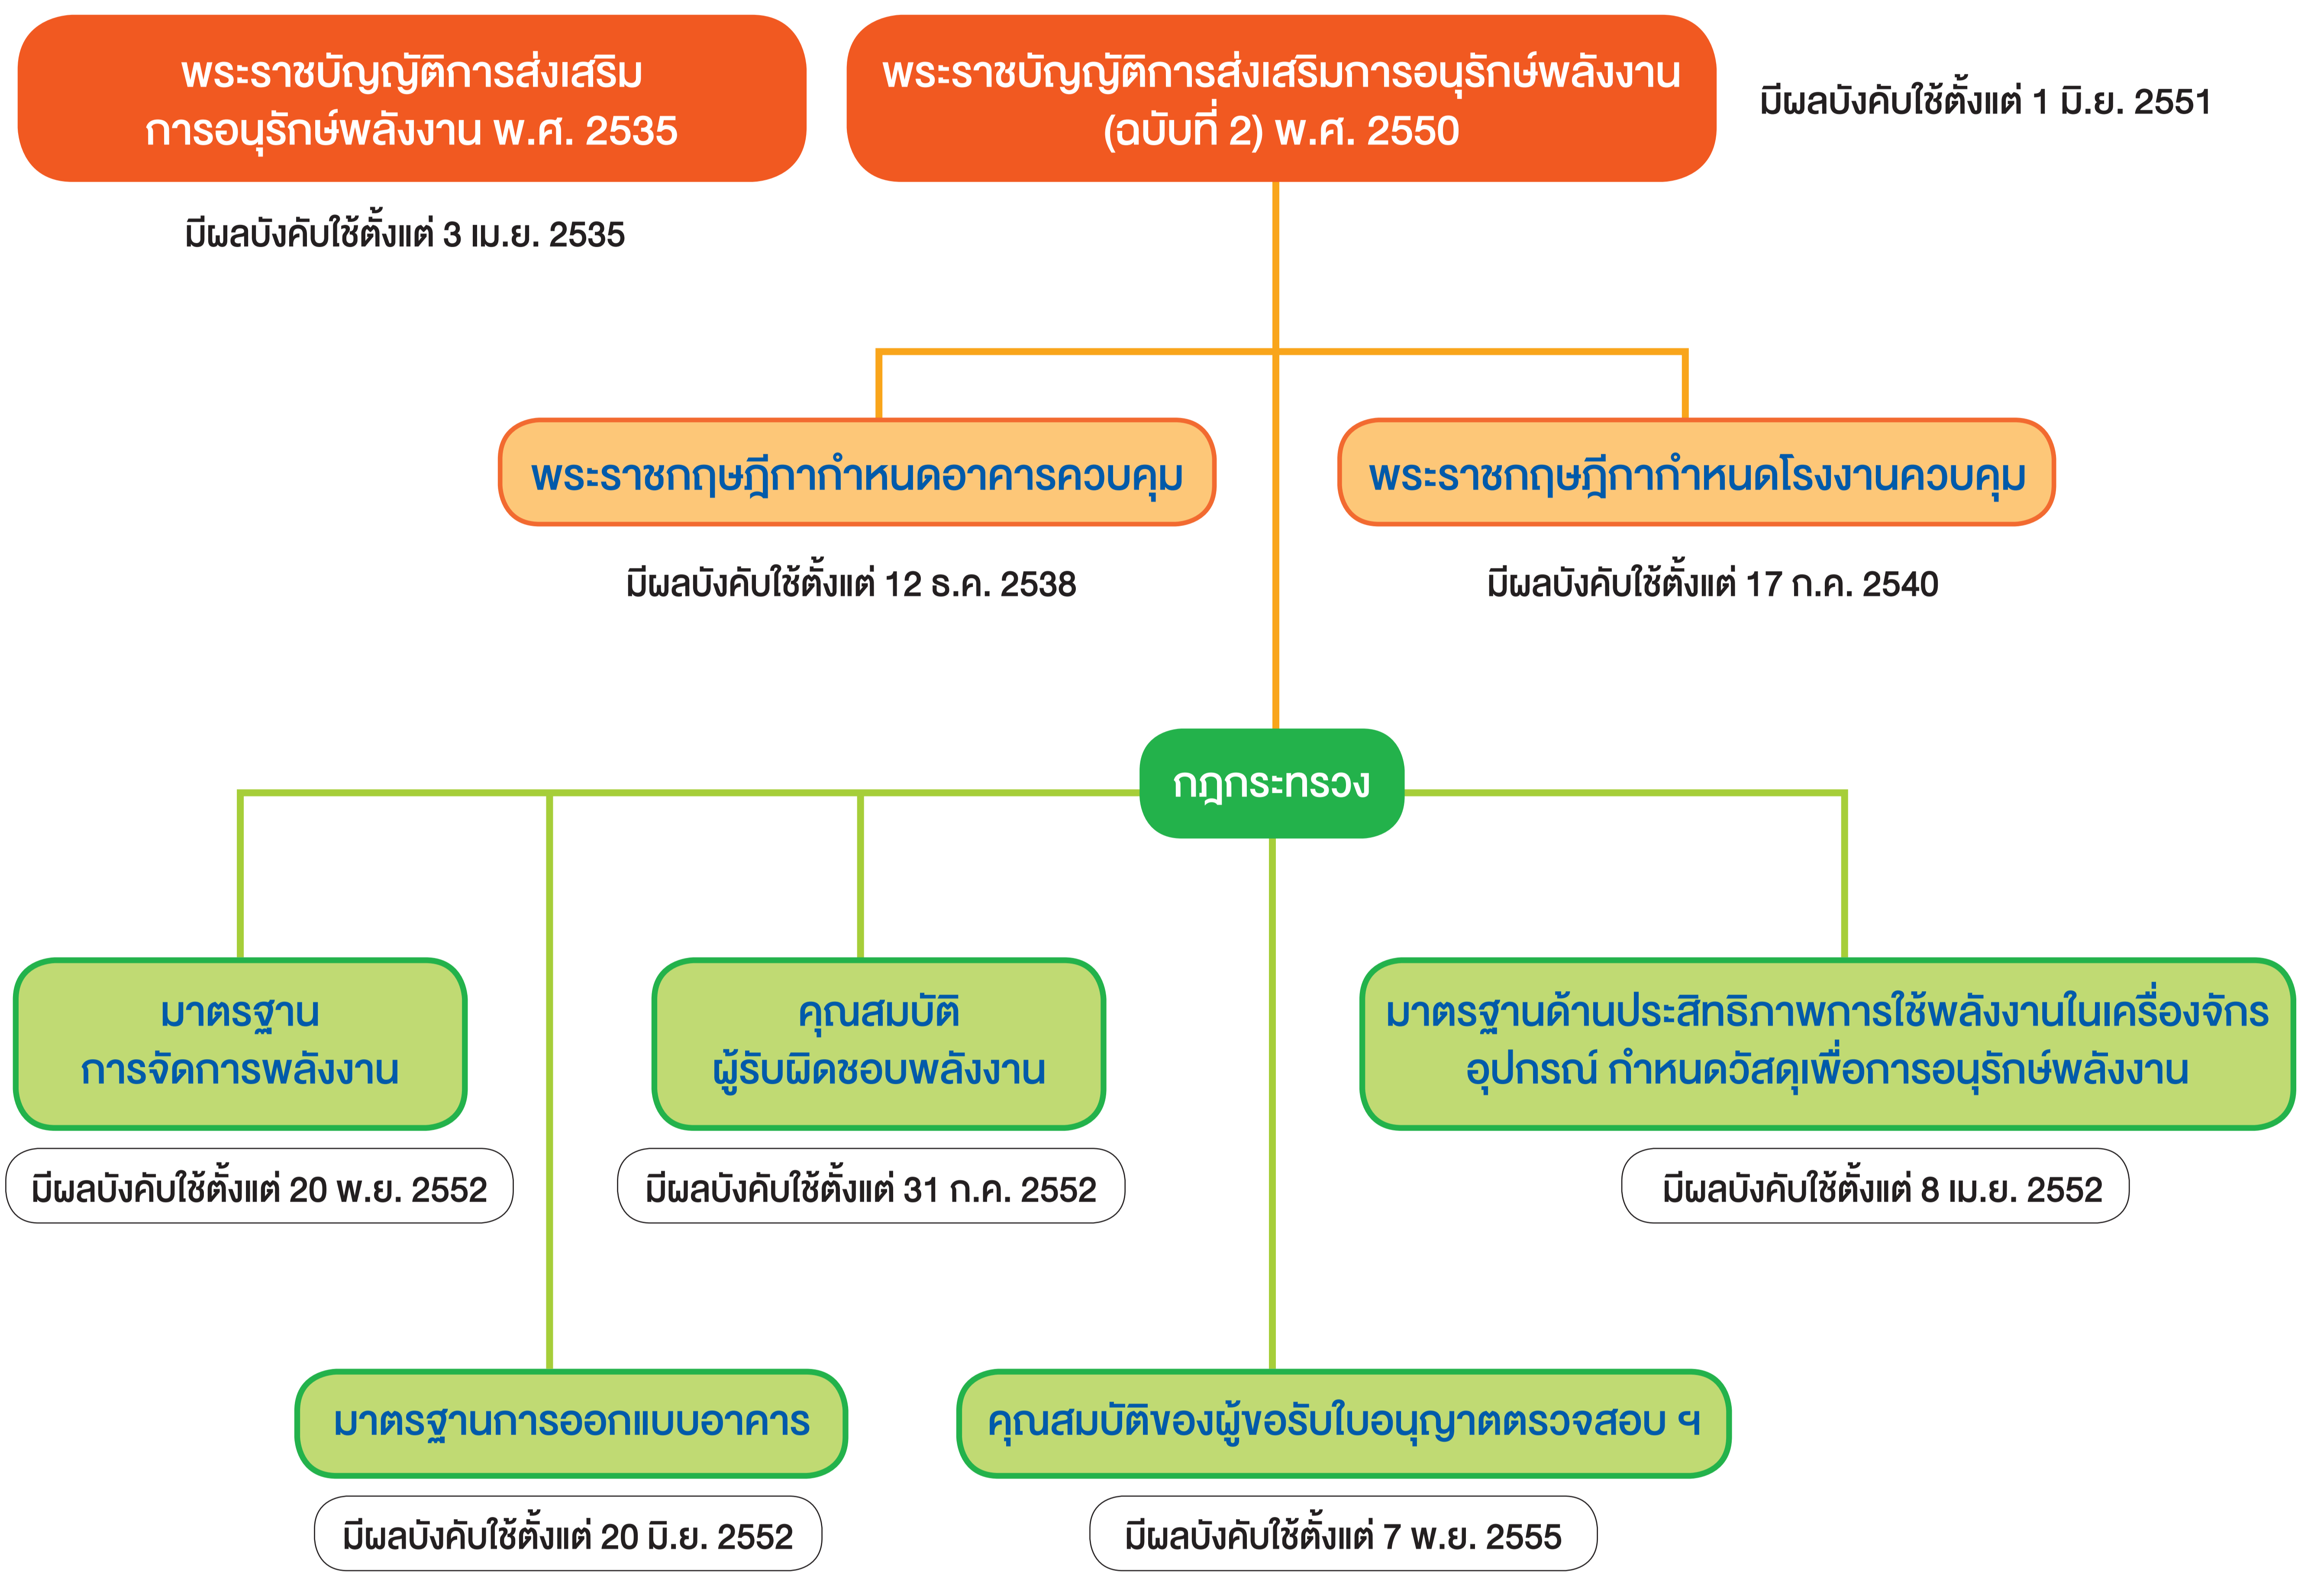 พระราชบัญญัติการส่งเสริม
การอนุรักษ์พลังงาน พ.ศ. 2535
มีผลบังคับใช้ตั้งแต่ 3 เม.ย. 2535
พระราชบัญญัติการส่งเสริมการอนุรักษ์พลังงาน
(ฉบับที่ 2) พ.ศ. 2550
มีผลบังคับใช้ตั้งแต่ 1 มิ.ย. 2551
พระราชกฤษฎีกากำหนดอาคารควบคุม
มีผลบังคับใช้ตั้งแต่ 12 ธ.ค. 2538
พระราชกฤษฎีกากำหนดโรงงานควบคุม
มีผลบังคับใช้ตั้งแต่ 17 ก.ค. 2540
กฎกระทรวง
มาตรฐาน
การจัดการพลังงาน
มีผลบังคับใช้ตั้งแต่ 20 พ.ย. 2552
คุณสมบัติ
ผู้รับผิดชอบพลังงาน
มีผลบังคับใช้ตั้งแต่ 31 ก.ค. 2552
มาตรฐานด้านประสิทธิภาพการใช้พลังงานในเครื่องจักร
อุปกรณ์ กำหนดวัสดุเพื่อการอนุรักษ์พลังงาน
มีผลบังคับใช้ตั้งแต่ 8 เม.ย. 2552
มาตรฐานการออกแบบอาคาร
มีผลบังคับใช้ตั้งแต่ 20 มิ.ย. 2552
คุณสมบัติของผู้ขอรับใบอนุญาตตรวจสอบ ฯ
มีผลบังคับใช้ตั้งแต่ 7 พ.ย. 2555